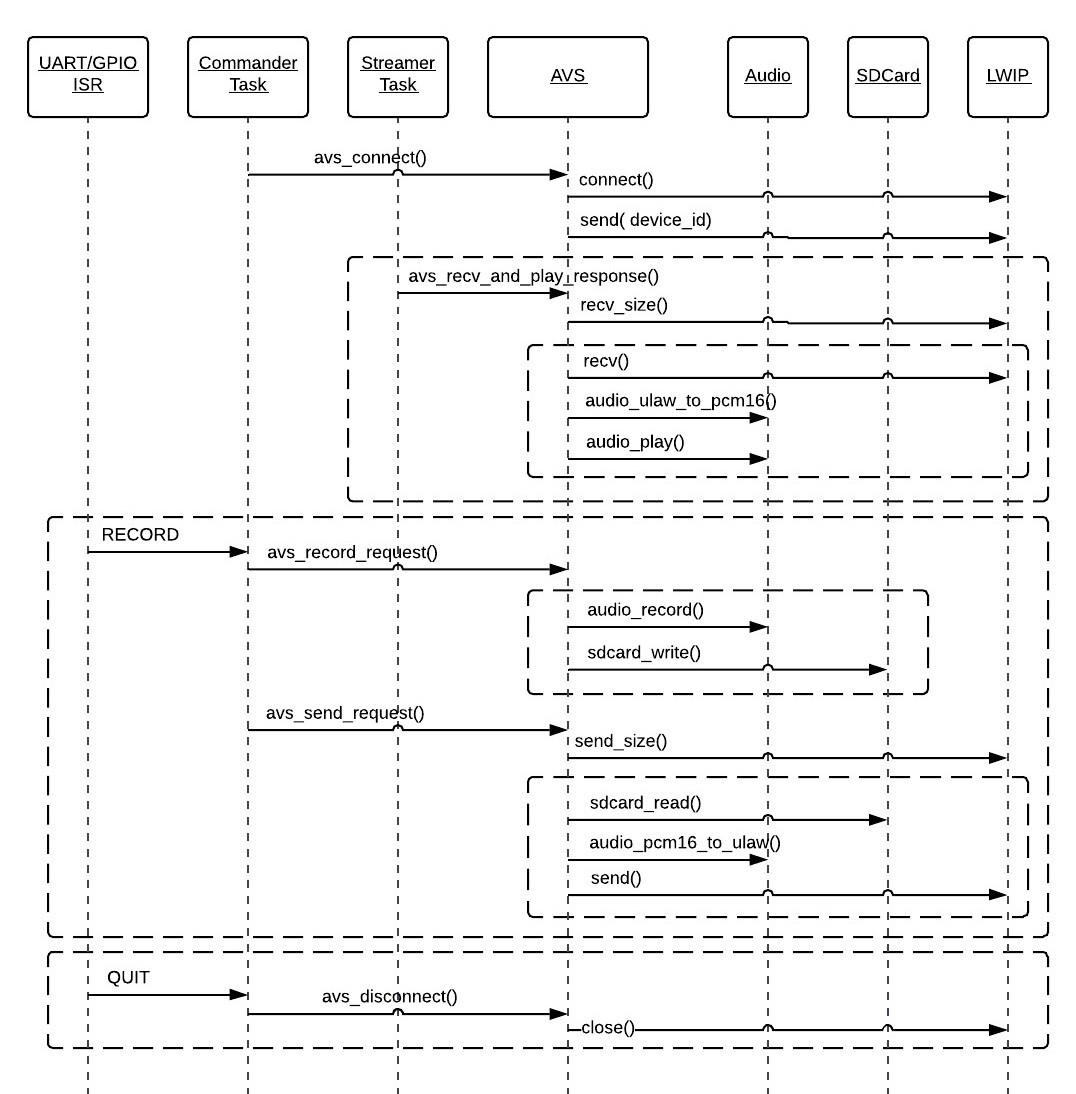 UART/GPIO
ISR
Commander
Task
Streamer
Task
AVS
Audio
SDCard
LWIP
avs_connect()
connect()
send( device_id)
avs_recv_and_play_response()
recv_size()
recv()
audio_ulaw_to_pcm16()
audio_play()
RECORD
avs_record_request()
audio_record()
sdcard_write()
avs_send_request()
send_size()
sdcard_read()
audio_pcm16_to_ulaw()
send()
QUIT
avs_disconnect()
close()